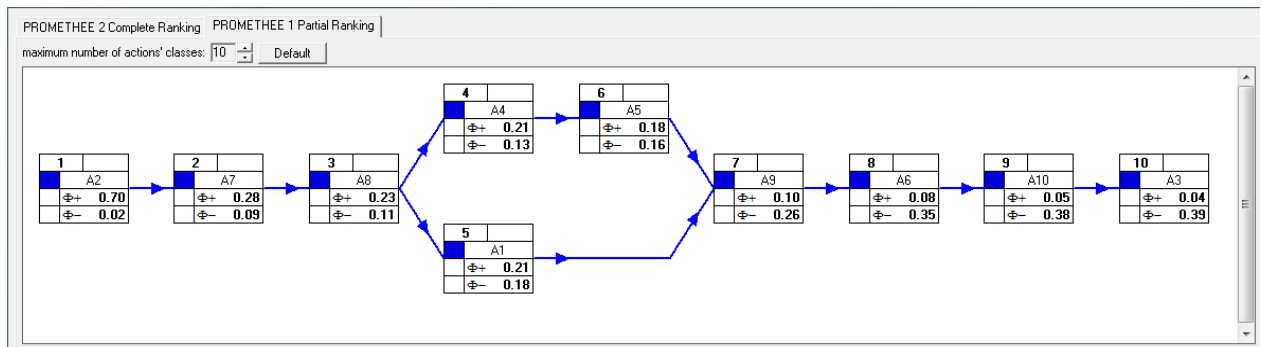 PROMETHEE 2 Complete Ranking PROMETHEE 1 Partial Ranking
maximum number of actions' classes: 10 Default
4
A4
Φ+ 0.21
Φ− 0.13
6
A5
Φ+ 0.18
Φ− 0.16
1
A2
Φ+ 0.70
Φ− 0.02
2
A7
Φ+ 0.28
Φ− 0.09
3
A8
Φ+ 0.23
Φ− 0.11
7
A9
Φ+ 0.10
Φ− 0.26
8
A6
Φ+ 0.08
Φ− 0.35
9
A10
Φ+ 0.05
Φ− 0.38
10
A3
Φ+ 0.04
Φ− 0.39
5
A1
Φ+ 0.21
Φ− 0.18